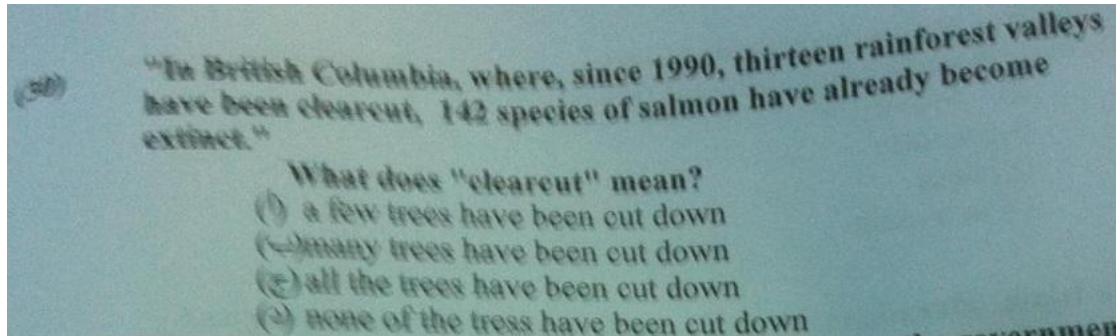 "In British Columbia, where, since 1990, thirteen rainforest valleys
have been clearcut, 142 species of salmon have already become
extinct."
What does "clearcut" mean?
a few trees have been cut down
many trees have been cut down
all the trees have been cut down
none of the tress have been cut down